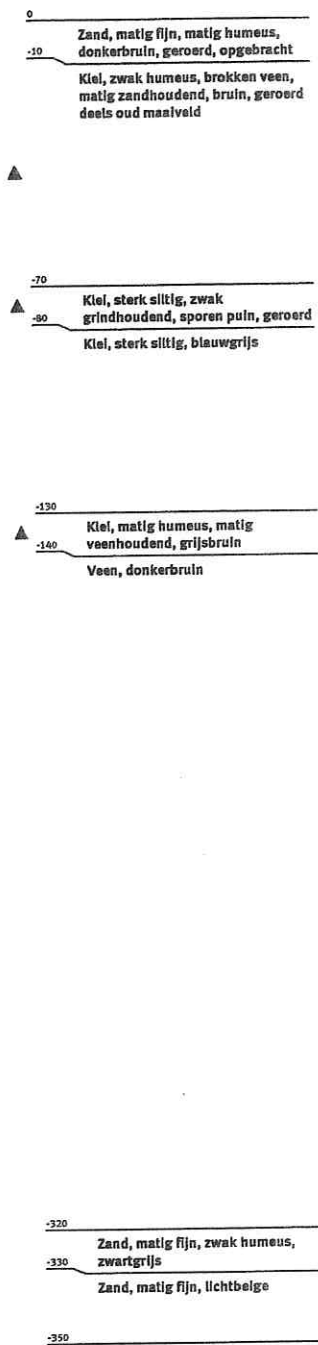 0
Zand, matig fijn, matig humeus,
donkerbruin, geroerd, opgebracht
-10
Klei, zwak humeus, brokken veen,
matig zandhoudend, bruin, geroerd
deels oud maaiveld
-70
Klei, sterk siltig, zwak
grindhoudend, sporen puin, geroerd
-80
Klei, sterk siltig, blauwgrijs
-130
Klei, matig humeus, matig
veenhoudend, grijsbruin
-140
Veen, donkerbruin
-320
Zand, matig fijn, zwak humeus,
zwartgrijs
-330
Zand, matig fijn, lichtbeige
-350